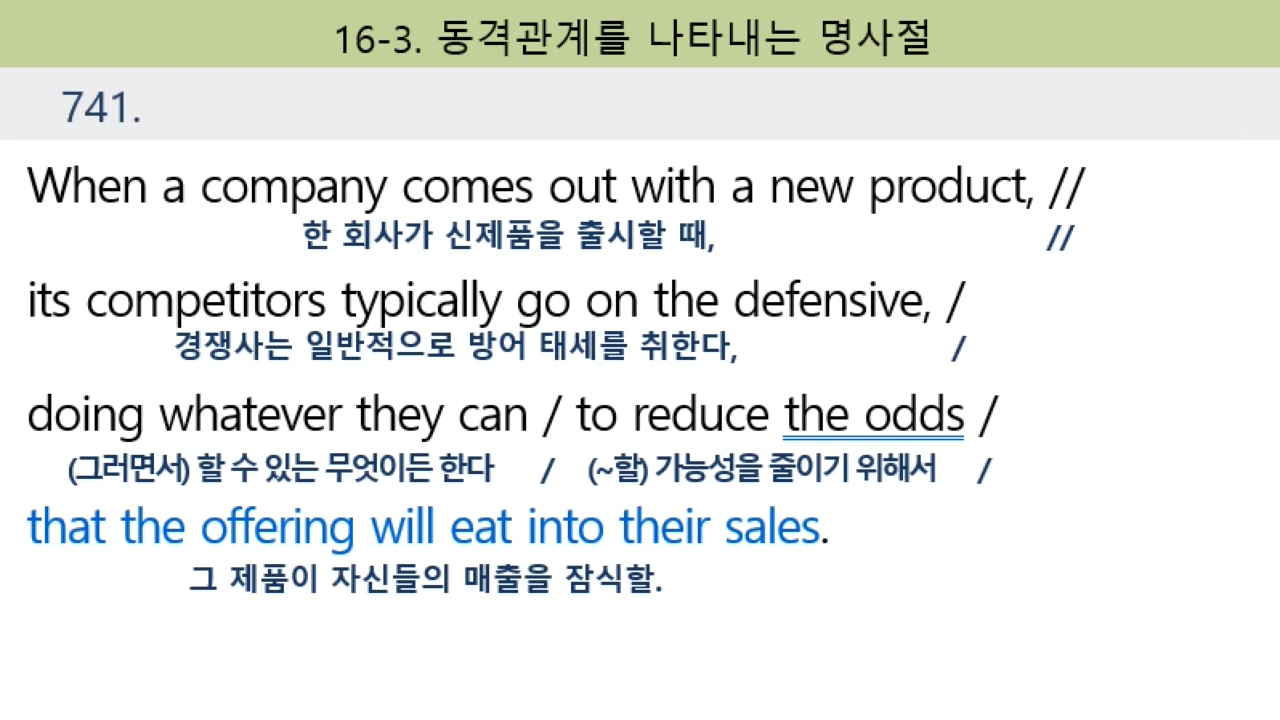 16-3. 동격관계를 나타내는 명사절
741.
When a company comes out with a new product, //
한 회사가 신제품을 출시할 때, //
its competitors typically go on the defensive, /
경쟁사는 일반적으로 방어 태세를 취한다, /
doing whatever they can / to reduce the odds /
(그러면서) 할 수 있는 무엇이든 한다 / (~할) 가능성을 줄이기 위해서 /
that the offering will eat into their sales.
그 제품이 자신들의 매출을 잠식할.